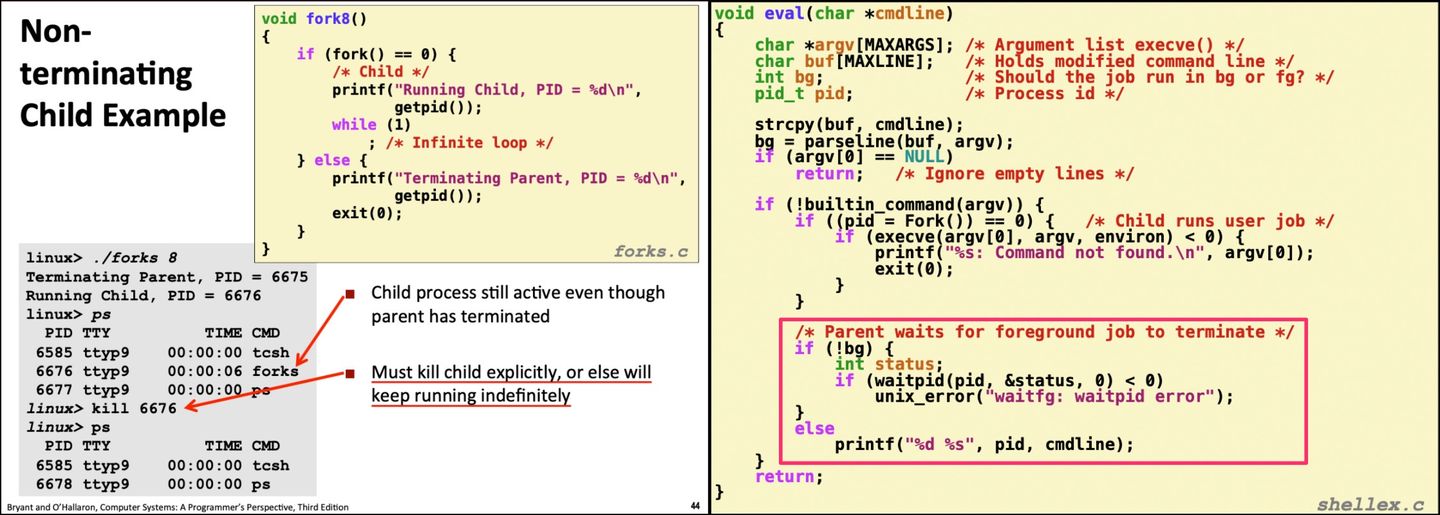 Non-
terminating
Child Example
void fork8()
{
    if (fork() == 0) {
        /* Child */
        printf("Running Child, PID = %d\n",
               getpid());
        while (1)
            ; /* Infinite loop */
    } else {
        printf("Terminating Parent, PID = %d\n",
               getpid());
        exit(0);
    }
}
forks.c
linux> ./forks 8
Terminating Parent, PID = 6675
Running Child, PID = 6676
linux> ps
  PID TTY          TIME CMD
 6585 ttyp9    00:00:00 tcsh
 6676 ttyp9    00:00:06 forks
 6677 ttyp9    00:00:00 ps
linux> kill 6676
linux> ps
  PID TTY          TIME CMD
 6585 ttyp9    00:00:00 tcsh
 6678 ttyp9    00:00:00 ps
Child process still active even though
parent has terminated
Must kill child explicitly, or else will
keep running indefinitely
Bryant and O'Hallaron, Computer Systems: A Programmer's Perspective, Third Edition
44
void eval(char *cmdline)
{
    char *argv[MAXARGS]; /* Argument list execve() */
    char buf[MAXLINE];   /* Holds modified command line */
    int bg;              /* Should the job run in bg or fg? */
    pid_t pid;           /* Process id */
    strcpy(buf, cmdline);
    bg = parseline(buf, argv);
    if (argv[0] == NULL)
        return;   /* Ignore empty lines */
    if (!builtin_command(argv)) {
        if ((pid = Fork()) == 0) {   /* Child runs user job */
            if (execve(argv[0], argv, environ) < 0) {
                printf("%s: Command not found.\n", argv[0]);
                exit(0);
            }
        }
        /* Parent waits for foreground job to terminate */
        if (!bg) {
            int status;
            if (waitpid(pid, &status, 0) < 0)
                unix_error("waitfg: waitpid error");
        }
        else
            printf("%d %s", pid, cmdline);
    }
    return;
}
shellex.c